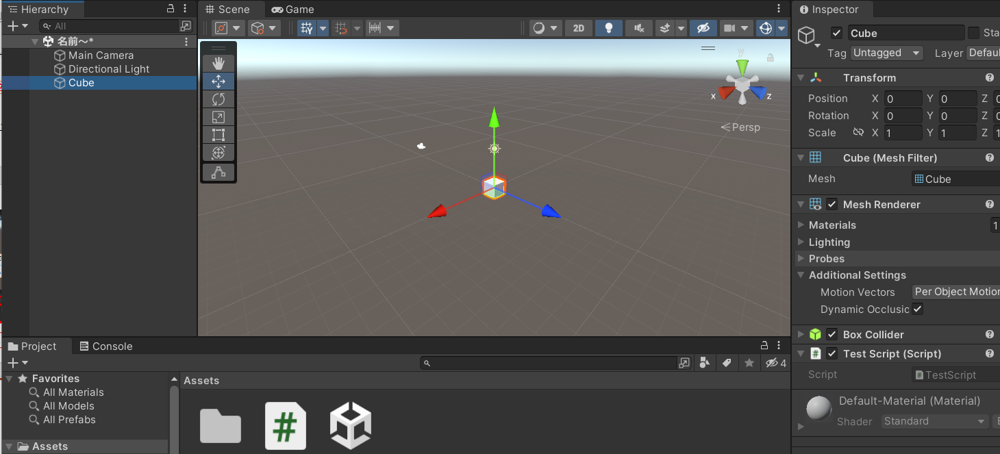 Hierarchy
All
名前～*
Main Camera
Directional Light
Cube
Scene
Game
2D
y
x
z
Persp
Inspector
Cube
Sta
Tag
Untagged
Layer
Defaul
Transform
Position X 0 Y 0 Z 0
Rotation X 0 Y 0 Z 0
Scale X 1 Y 1 Z 1
Cube (Mesh Filter)
Mesh
Cube
Mesh Renderer
Materials
1
Lighting
Probes
Additional Settings
Motion Vectors
Per Object Motion
Dynamic Occlusic
Box Collider
# Test Script (Script)
Script
TestScript
Default-Material (Material)
Shader
Standard
Project
Console
4
Favorites
All Materials
All Models
All Prefabs
Assets
Assets
#